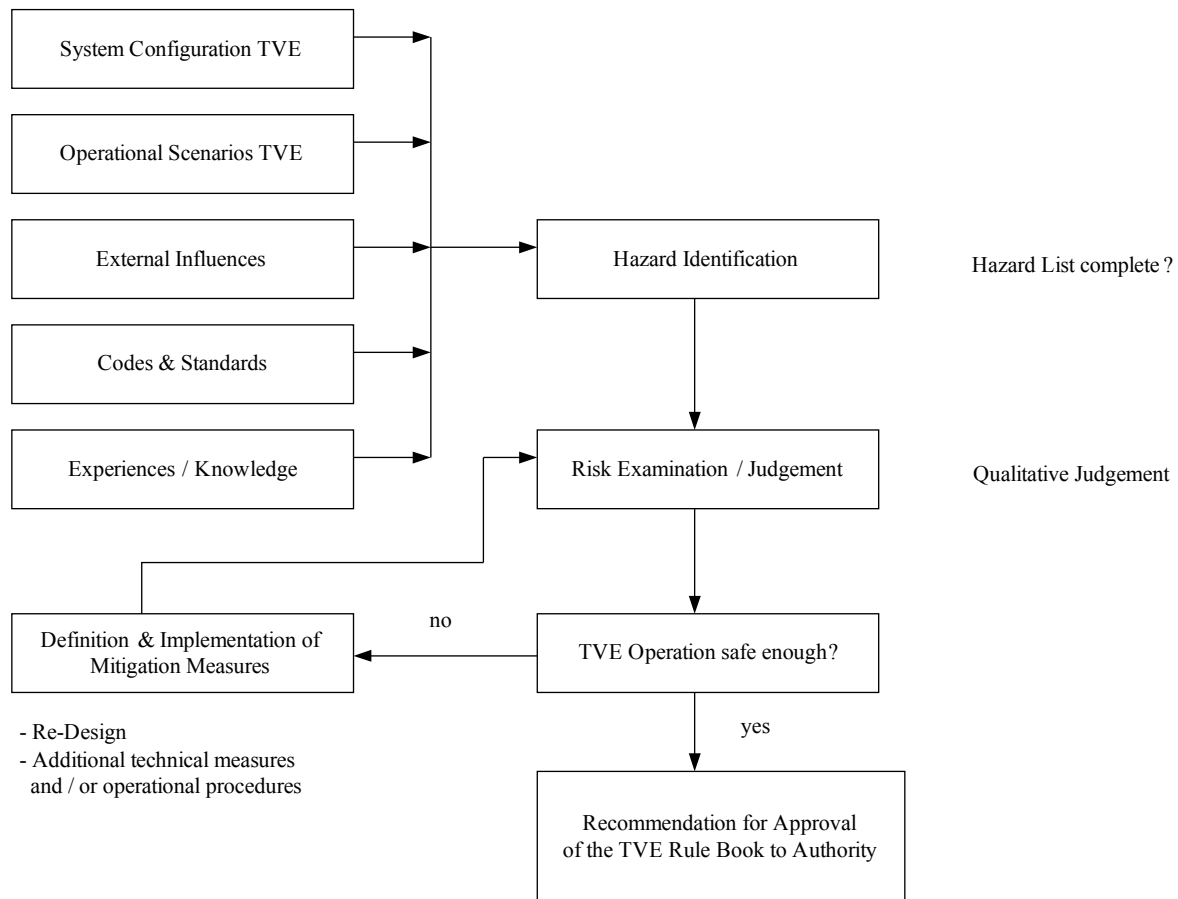 System Configuration TVE
Operational Scenarios TVE
External Influences
Hazard Identification
Hazard List complete ?
Codes & Standards
Experiences / Knowledge
Risk Examination / Judgement
Qualitative Judgement
Definition & Implementation of
Mitigation Measures
no
TVE Operation safe enough?
- Re-Design
- Additional technical measures
and / or operational procedures
yes
Recommendation for Approval
of the TVE Rule Book to Authority